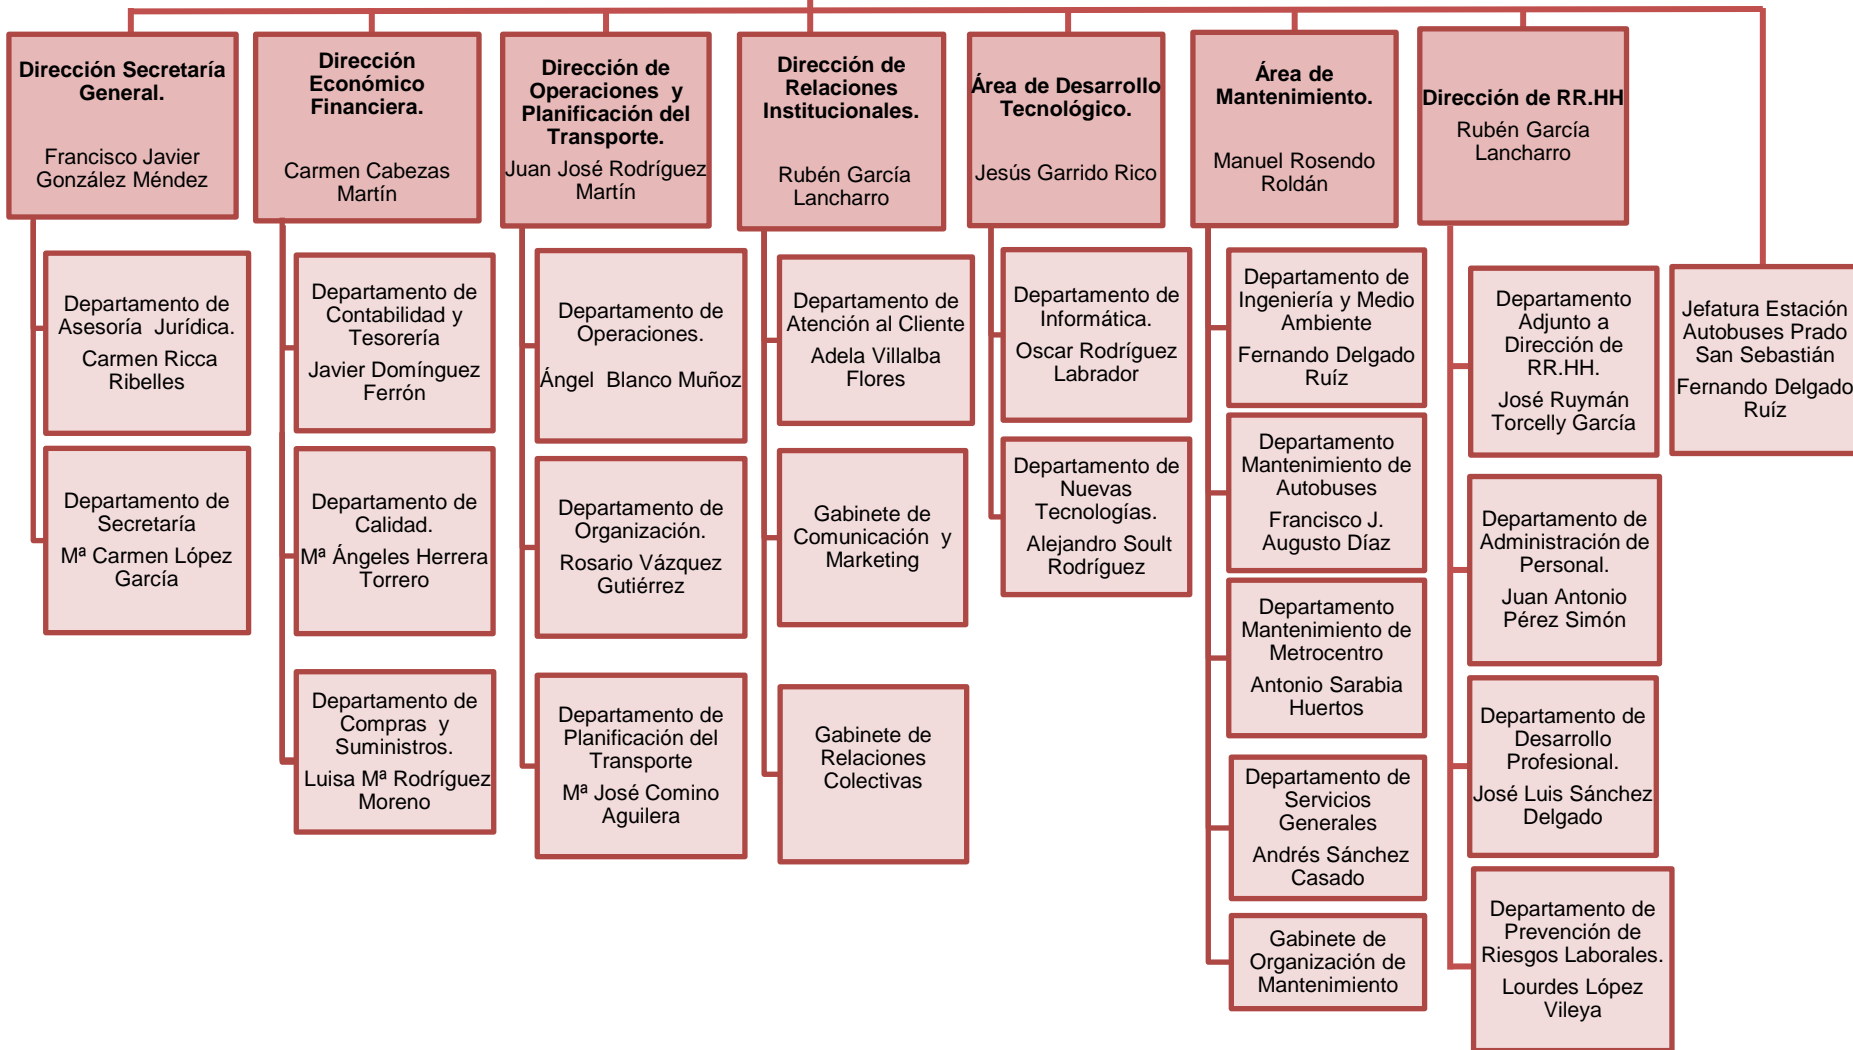 Dirección Secretaría
General.
Francisco Javier
González Méndez
Departamento de
Asesoría Jurídica.
Carmen Ricca
Ribelles
Departamento de
Secretaría
Mª Carmen López
García
Dirección
Económico
Financiera.
Carmen Cabezas
Martín
Departamento de
Contabilidad y
Tesorería
Javier Domínguez
Ferrón
Departamento de
Calidad.
Mª Ángeles Herrera
Torrero
Departamento de
Compras y
Suministros.
Luisa Mª Rodríguez
Moreno
Dirección de
Operaciones y
Planificación del
Transporte.
Juan José Rodríguez
Martín
Departamento de
Operaciones.
Ángel Blanco Muñoz
Departamento de
Organización.
Rosario Vázquez
Gutiérrez
Departamento de
Planificación del
Transporte
Mª José Comino
Aguilera
Dirección de
Relaciones
Institucionales.
Rubén García
Lancharro
Departamento de
Atención al Cliente
Adela Villalba
Flores
Gabinete de
Comunicación y
Marketing
Gabinete de
Relaciones
Colectivas
Área de Desarrollo
Tecnológico.
Jesús Garrido Rico
Departamento de
Informática.
Oscar Rodríguez
Labrador
Departamento de
Nuevas
Tecnologías.
Alejandro Soult
Rodríguez
Área de
Mantenimiento.
Manuel Rosendo
Roldán
Departamento de
Ingeniería y Medio
Ambiente
Fernando Delgado
Ruíz
Departamento
Mantenimiento de
Autobuses
Francisco J.
Augusto Díaz
Departamento
Mantenimiento de
Metrocentro
Antonio Sarabia
Huertos
Departamento de
Servicios
Generales
Andrés Sánchez
Casado
Gabinete de
Organización de
Mantenimiento
Dirección de RR.HH
Rubén García
Lancharro
Departamento
Adjunto a
Dirección de
RR.HH.
José Ruymán
Torcelly García
Departamento de
Administración de
Personal.
Juan Antonio
Pérez Simón
Departamento de
Desarrollo
Profesional.
José Luis Sánchez
Delgado
Departamento de
Prevención de
Riesgos Laborales.
Lourdes López
Vileya
Jefatura Estación
Autobuses Prado
San Sebastián
Fernando Delgado
Ruíz